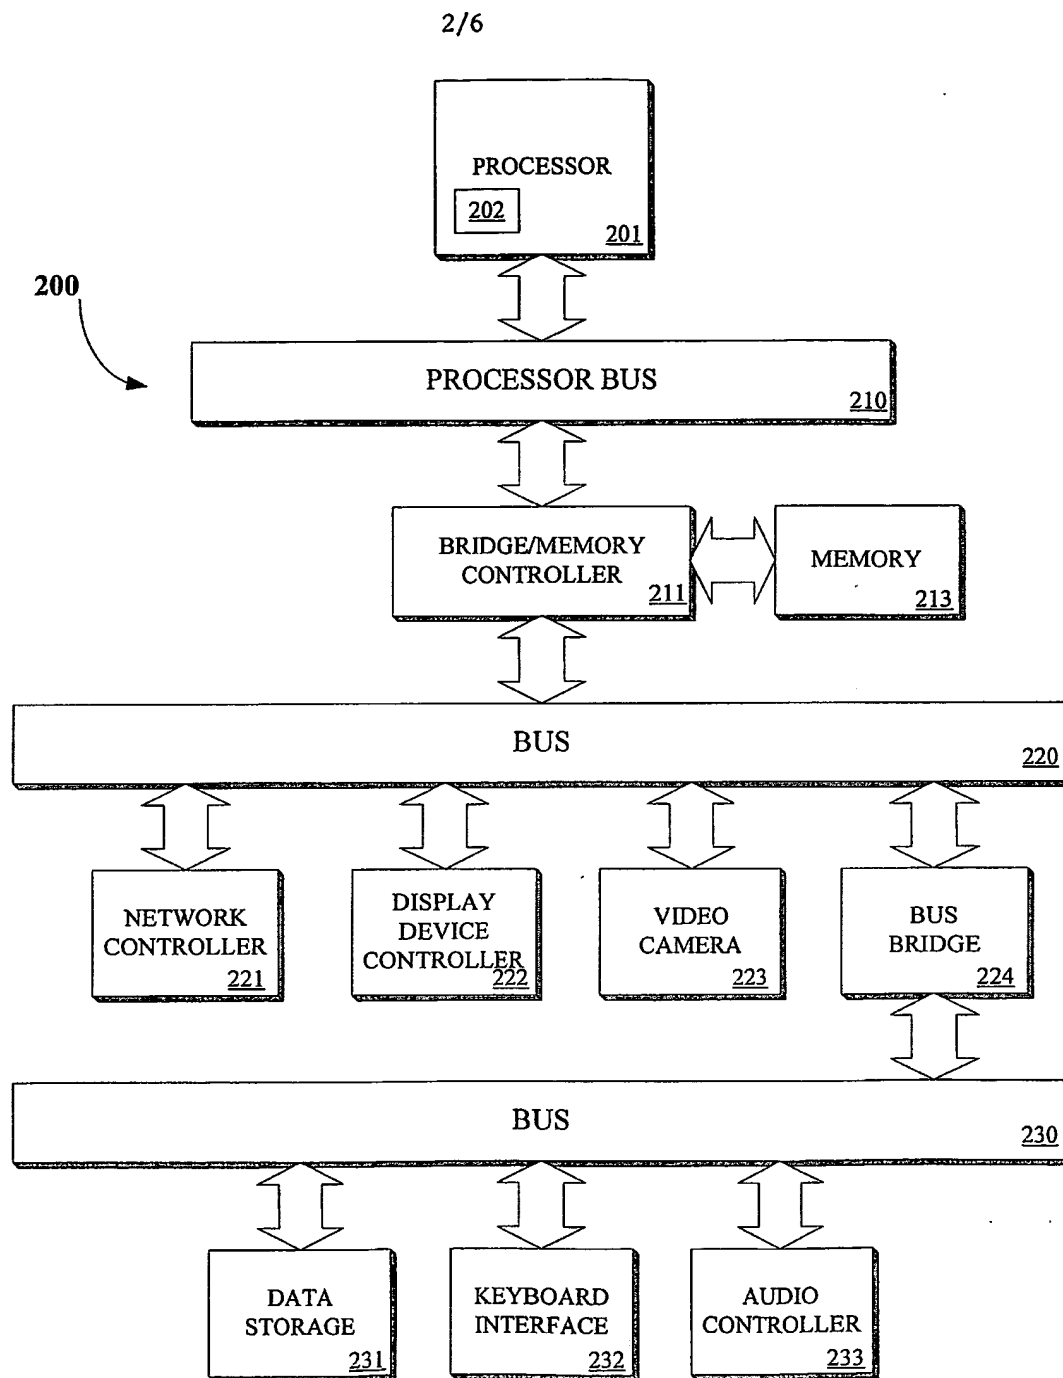 2/6
PROCESSOR
202
201
200
PROCESSOR BUS
210
BRIDGE/MEMORY
CONTROLLER
211
MEMORY
213
BUS
220
NETWORK
CONTROLLER
221
DISPLAY
DEVICE
CONTROLLER
222
VIDEO
CAMERA
223
BUS
BRIDGE
224
BUS
230
DATA
STORAGE
231
KEYBOARD
INTERFACE
232
AUDIO
CONTROLLER
233